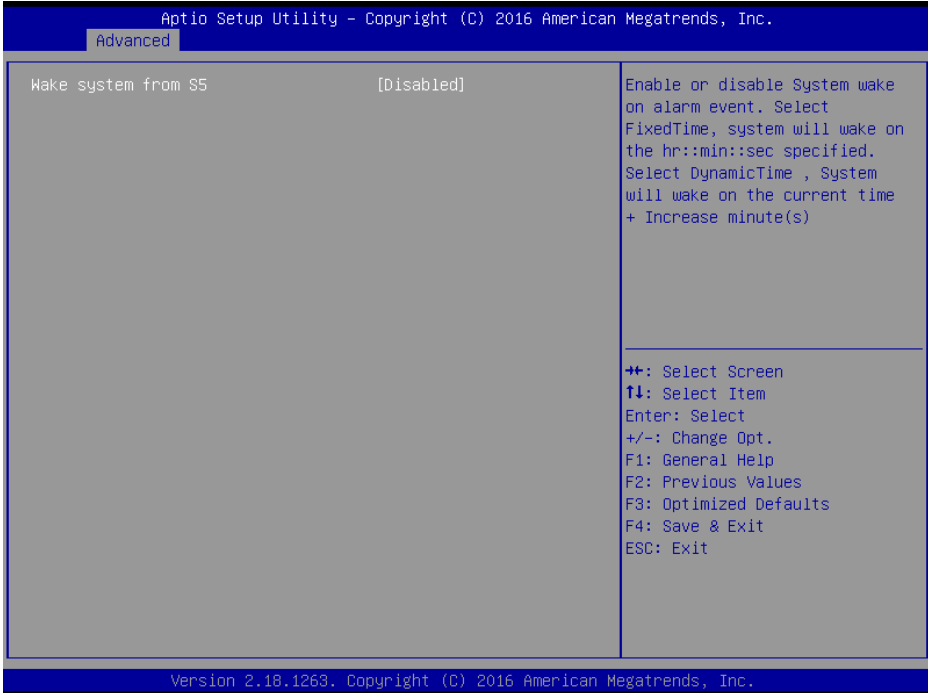 Aptio Setup Utility – Copyright (C) 2016 American Megatrends, Inc.
Advanced
Wake system from S5 [Disabled]
Enable or disable System wake
on alarm event. Select
FixedTime, system will wake on
the hr::min::sec specified.
Select DynamicTime , System
will wake on the current time
+ Increase minute(s)
→←: Select Screen
↑↓: Select Item
Enter: Select
+/-: Change Opt.
F1: General Help
F2: Previous Values
F3: Optimized Defaults
F4: Save & Exit
ESC: Exit
Version 2.18.1263. Copyright (C) 2016 American Megatrends, Inc.